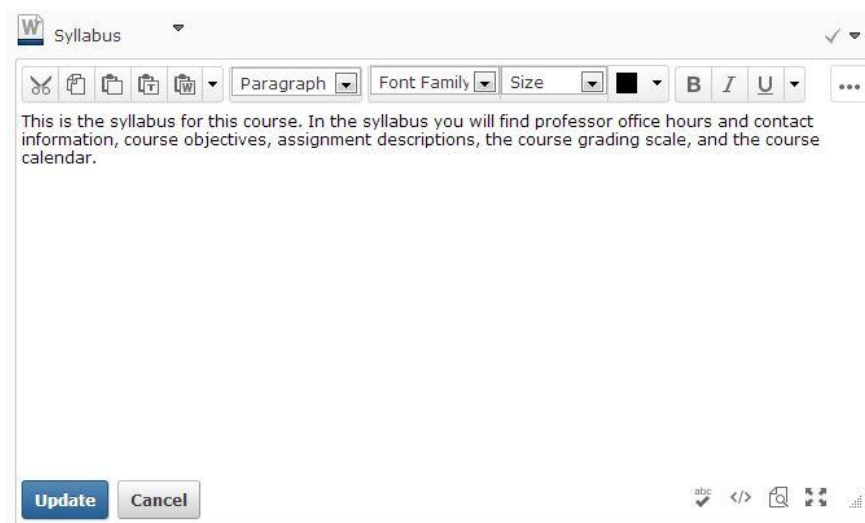 W Syllabus
T W Paragraph Font Family Size B I U ...
This is the syllabus for this course. In the syllabus you will find professor office hours and contact
information, course objectives, assignment descriptions, the course grading scale, and the course
calendar.
Update Cancel abc </>